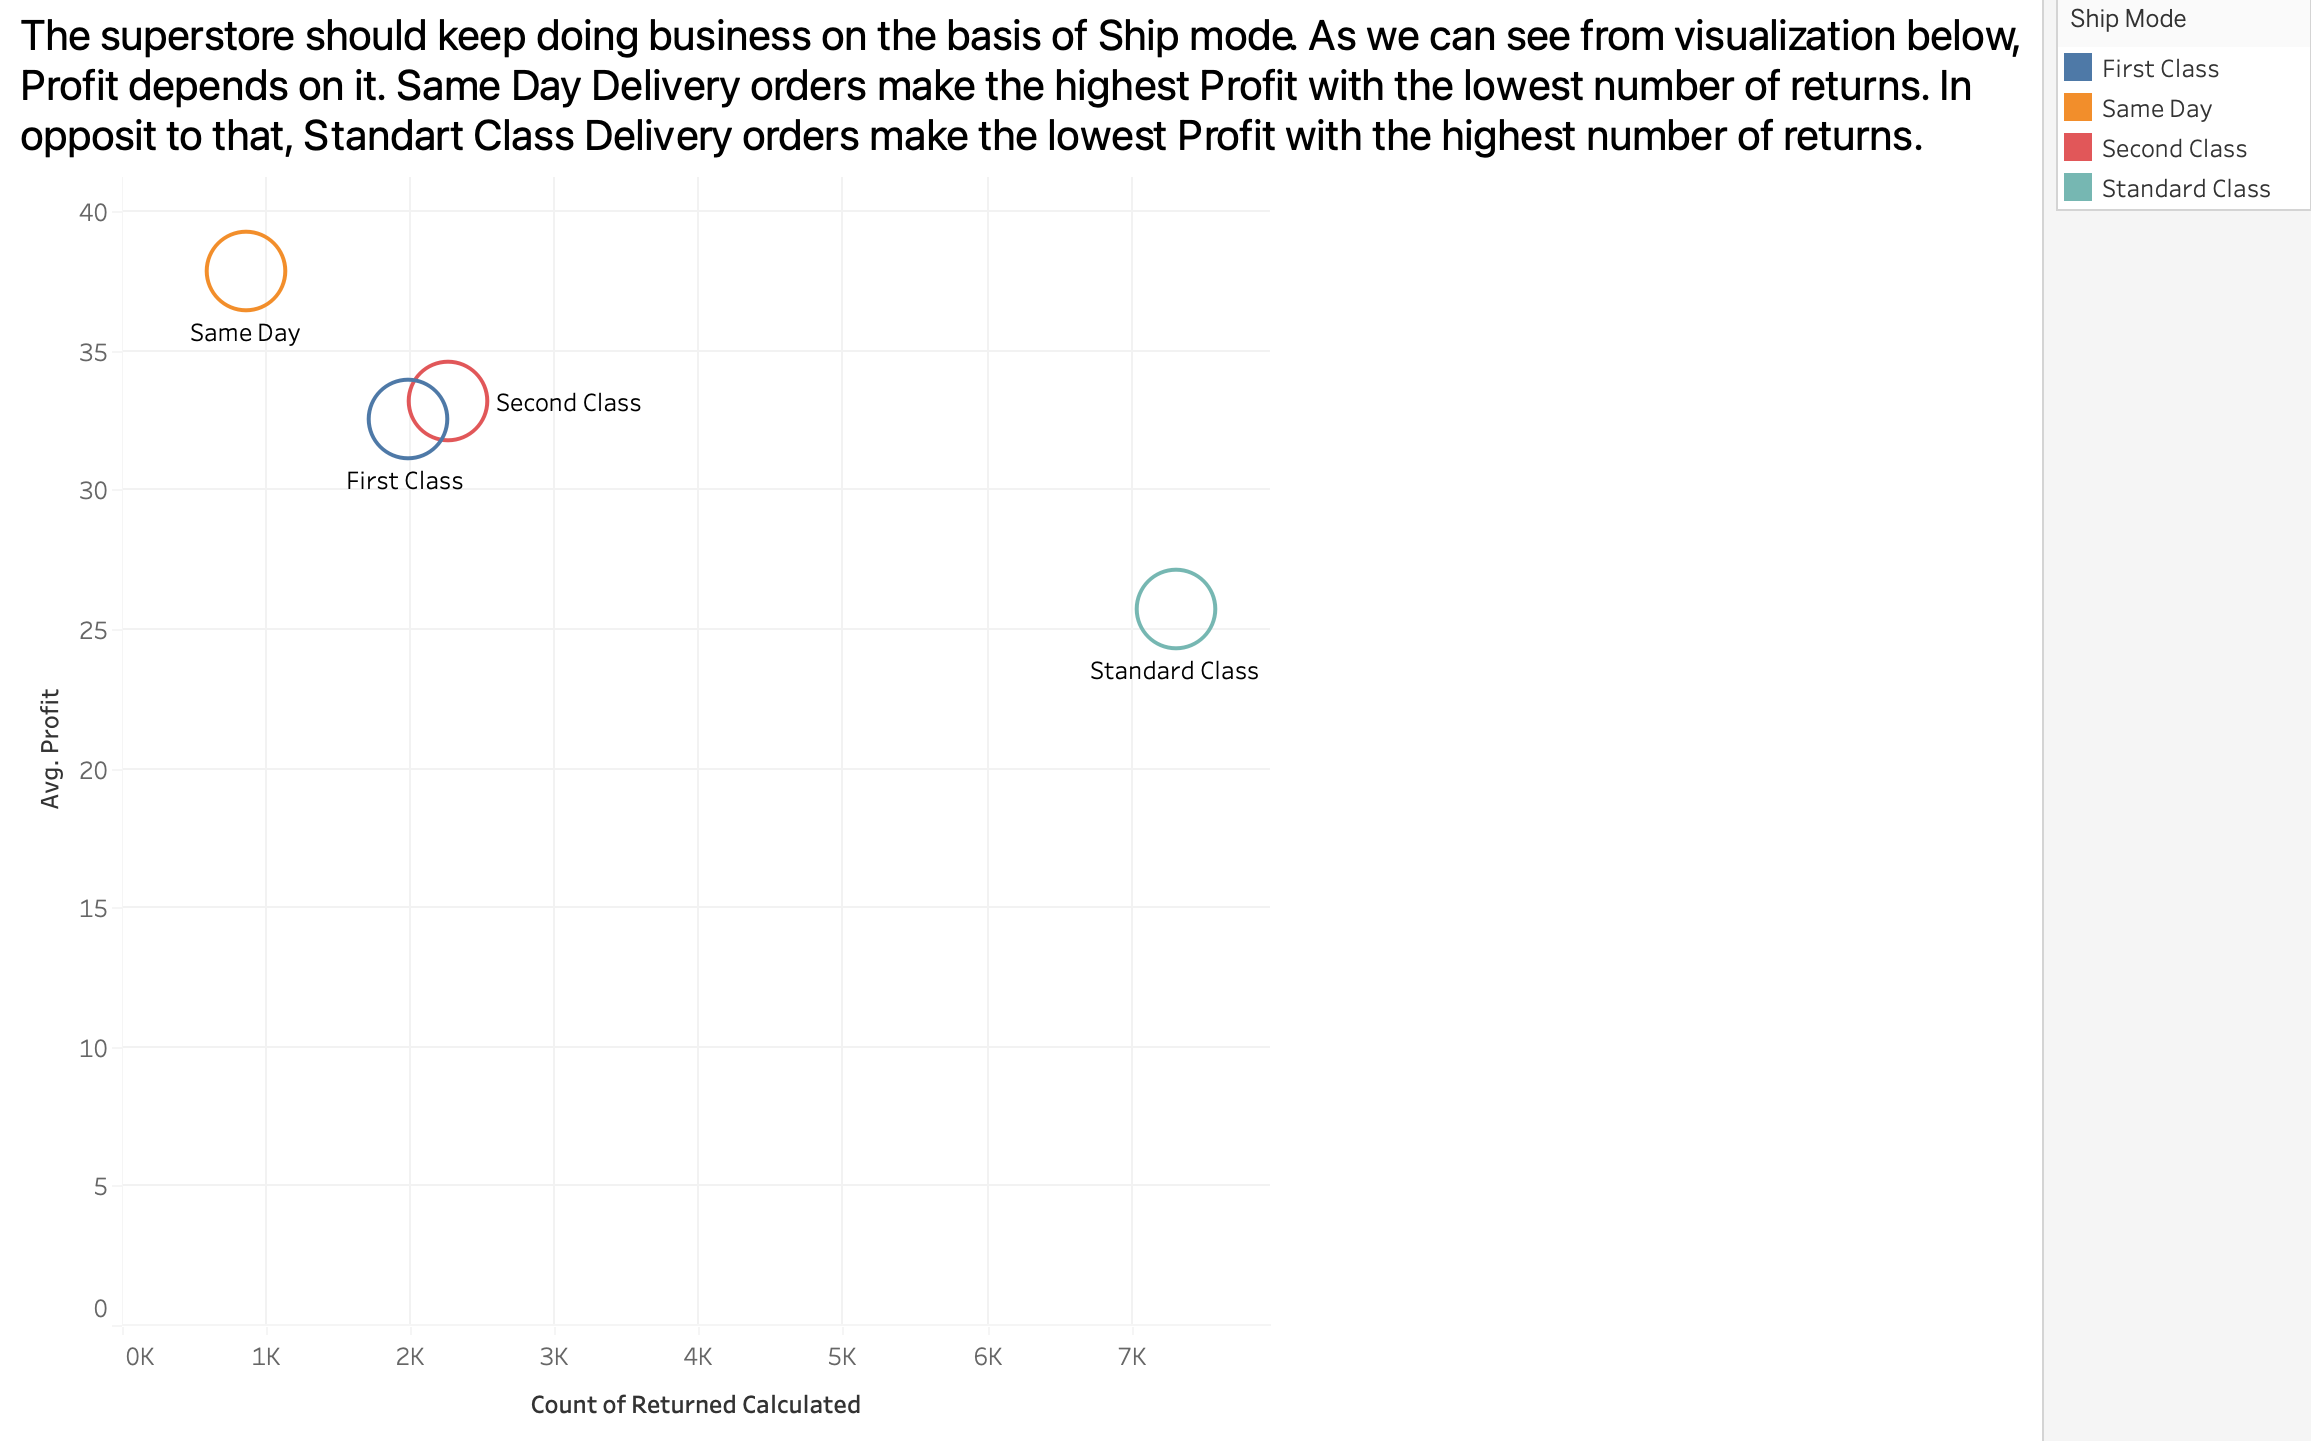 The superstore should keep doing business on the basis of Ship mode. As we can see from visualization below,
Profit depends on it. Same Day Delivery orders make the highest Profit with the lowest number of returns. In
opposit to that, Standart Class Delivery orders make the lowest Profit with the highest number of returns.
Ship Mode
First Class
Same Day
Second Class
Standard Class
40
35
30
25
20
15
10
5
0
Avg. Profit
Same Day
Second Class
First Class
Standard Class
0K 1K 2K 3K 4K 5K 6K 7K
Count of Returned Calculated